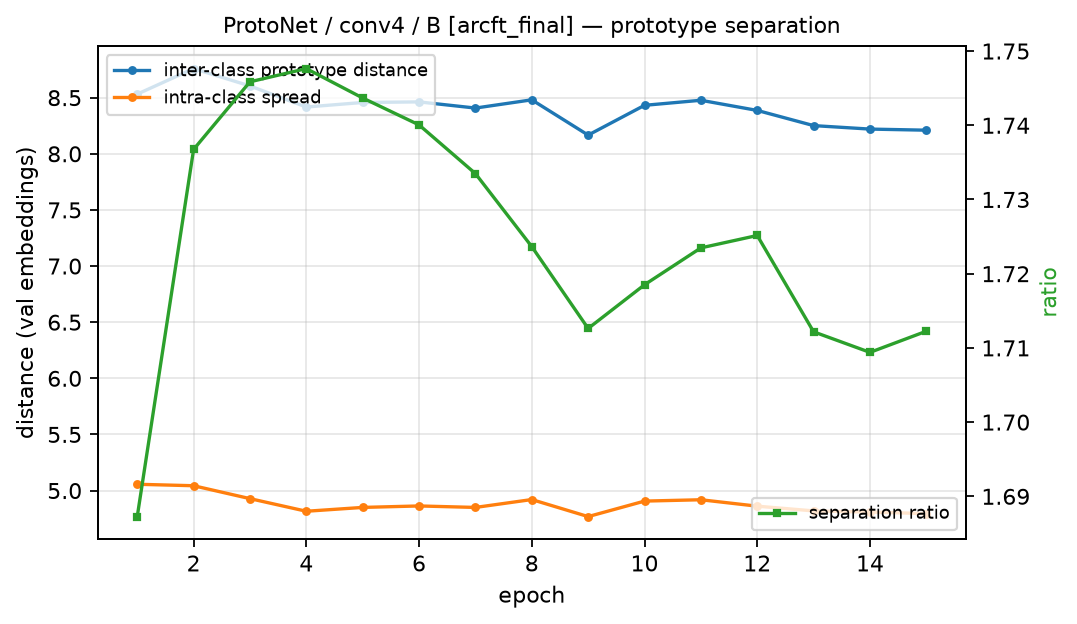 ProtoNet / conv4 / B [arcft_final] — prototype separation
inter-class prototype distance
intra-class spread
separation ratio
distance (val embeddings)
8.5
8.0
7.5
7.0
6.5
6.0
5.5
5.0
1.75
1.74
1.73
1.72
1.71
1.70
1.69
ratio
2 4 6 8 10 12 14
epoch